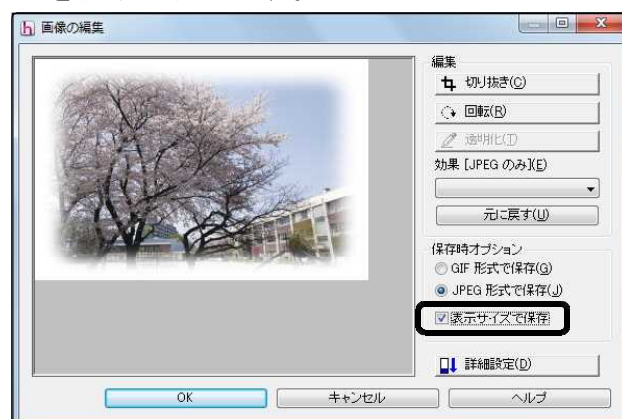 画像の編集
編集
切り抜き(C)
回転(R)
透明化(T)
効果 [JPEG のみ](E)
元に戻す(U)
保存時オプション
GIF 形式で保存(G)
JPEG 形式で保存(J)
表示サイズで保存
詳細設定(D)
OK
キャンセル
ヘルプ